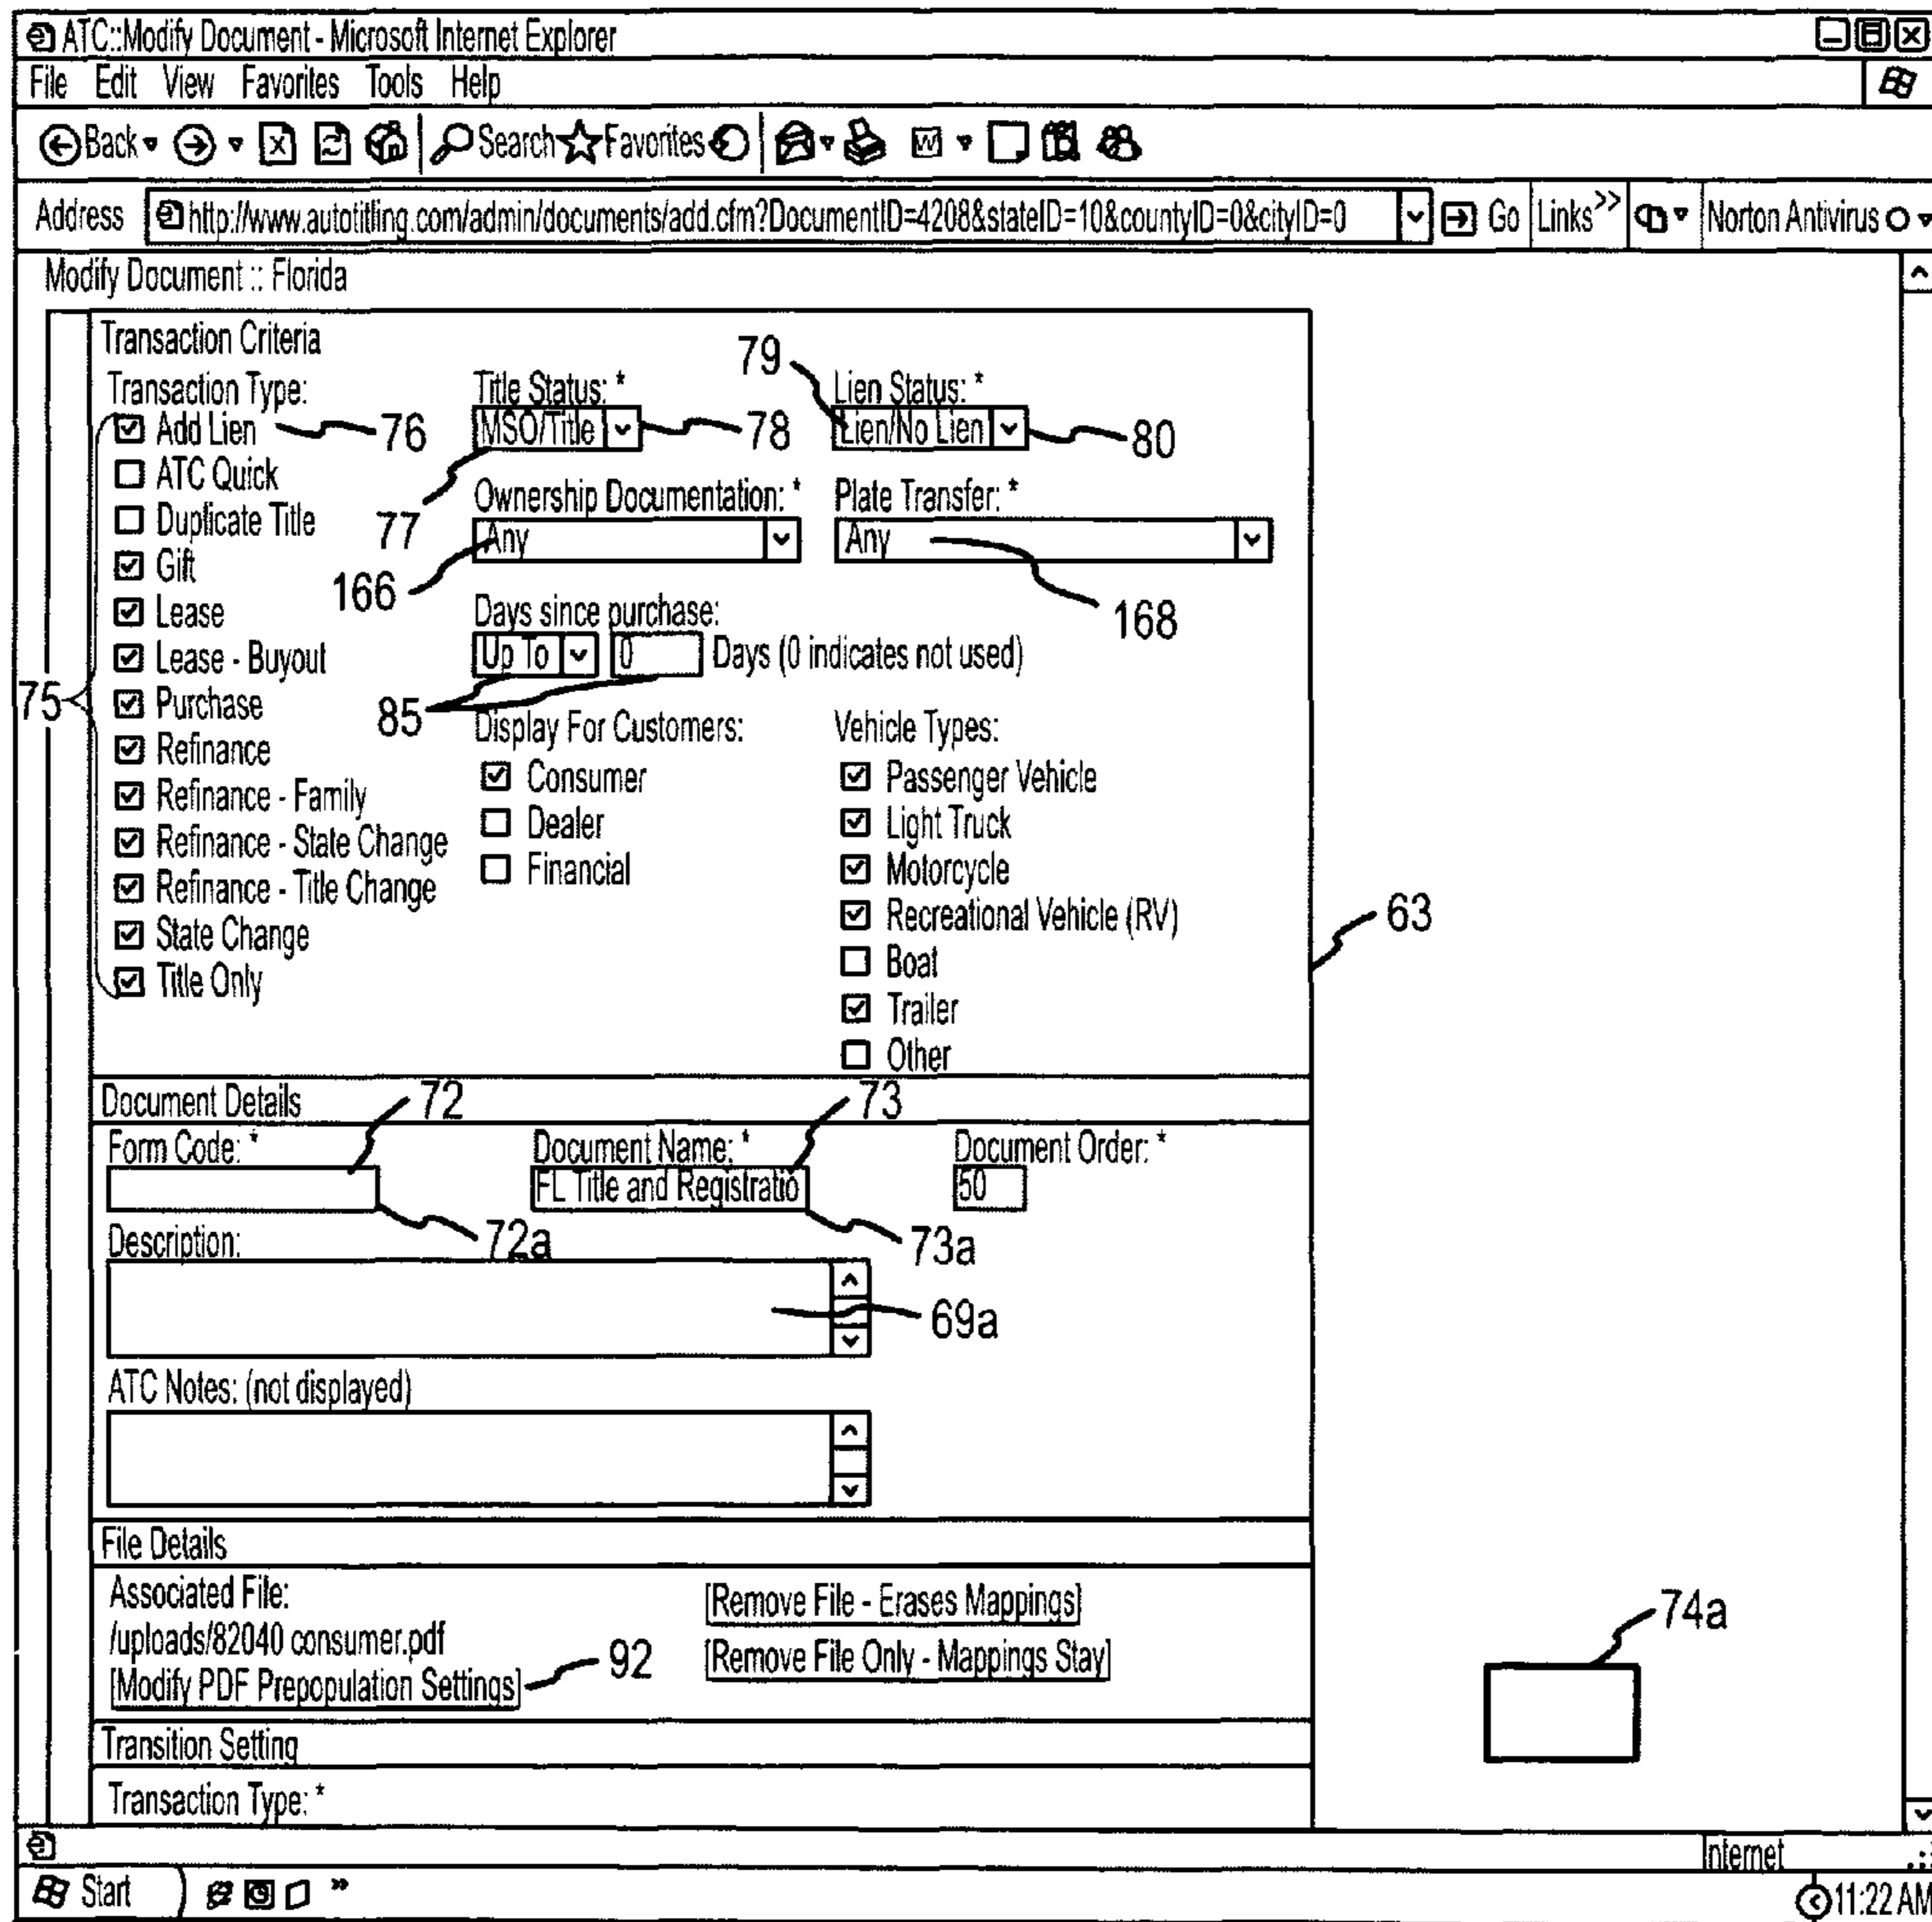 ATC::Modify Document - Microsoft Internet Explorer
File Edit View Favorites Tools Help
Back Search Favorites W
Address http://www.autotitling.com/admin/documents/add.cfm?DocumentID=4208&stateID=10&countyID=0&cityID=0 Go Links >> Norton Antivirus
Modify Document :: Florida
Transaction Criteria
Transaction Type:
Add Lien 76
ATC Quick
Duplicate Title
Gift
Lease
Lease - Buyout
Purchase
Refinance
Refinance - Family
Refinance - State Change
Refinance - Title Change
State Change
Title Only
75
Title Status: *
MSO/Title 78
77
79
Lien Status: *
Lien/No Lien 80
Ownership Documentation: *
Any
166
Plate Transfer: *
Any
168
Days since purchase:
Up To 0 Days (0 indicates not used)
85
Display For Customers:
Consumer
Dealer
Financial
Vehicle Types:
Passenger Vehicle
Light Truck
Motorcycle
Recreational Vehicle (RV)
Boat
Trailer
Other
63
Document Details
72
73
Form Code: *
72a
Document Name: *
FL Title and Registratio
73a
Document Order: *
50
Description:
69a
ATC Notes: (not displayed)
File Details
Associated File:
/uploads/82040 consumer.pdf
[Modify PDF Prepopulation Settings] 92
[Remove File - Erases Mappings]
[Remove File Only - Mappings Stay]
74a
Transition Setting
Transaction Type: *
nternet
Start »
11:22 AM